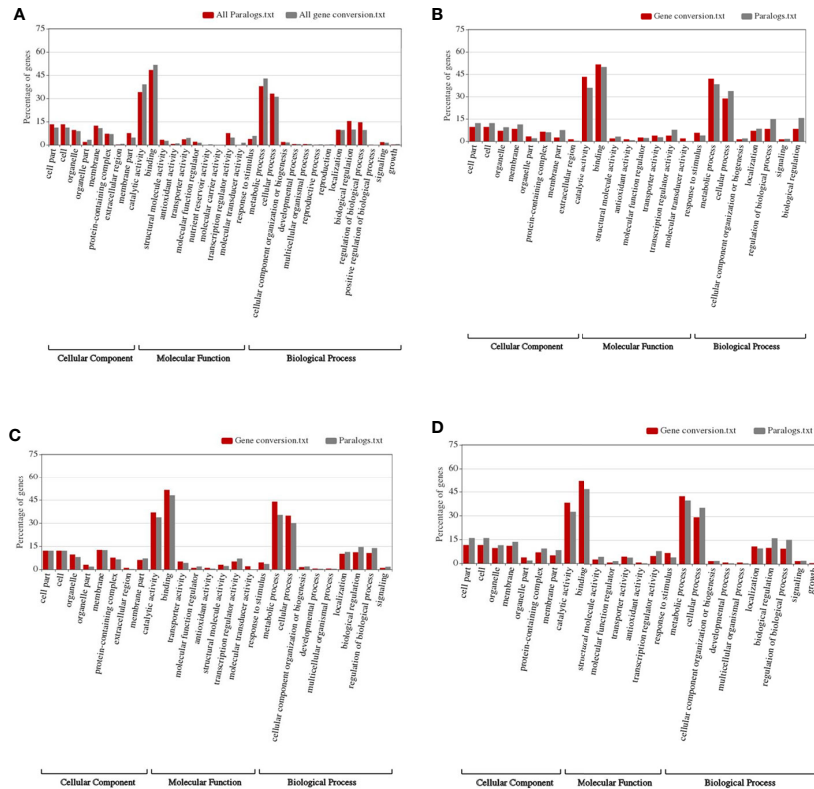 A
All Paralogs.txt
All gene conversion.txt
Percentage of genes
75
60
45
30
15
0
cell part
cell
organelle
organelle part
membrane
protein-containing complex
extracellular region
membrane part
catalytic activity
binding
structural molecule activity
antioxidant activity
transporter activity
molecular function regulator
nutrient reservoir activity
molecular carrier activity
transcription regulator activity
molecular transducer activity
response to stimulus
metabolic process
cellular process
cellular component organization or biogenesis
developmental process
multicellular organismal process
reproductive process
reproduction
localization
biological regulation
regulation of biological process
positive regulation of biological process
signaling
growth
Cellular Component
Molecular Function
Biological Process
B
Gene conversion.txt
Paralogs.txt
Percentage of genes
75
60
45
30
15
0
cell part
cell
organelle
membrane
organelle part
protein-containing complex
membrane part
extracellular region
catalytic activity
binding
structural molecule activity
antioxidant activity
molecular function regulator
transporter activity
transcription regulator activity
molecular transducer activity
response to stimulus
metabolic process
cellular process
cellular component organization or biogenesis
localization
regulation of biological process
signaling
biological regulation
Cellular Component
Molecular Function
Biological Process
C
Gene conversion.txt
Paralogs.txt
Percentage of genes
75
60
45
30
15
0
cell part
cell
organelle
organelle part
membrane
protein-containing complex
extracellular region
membrane part
catalytic activity
binding
transporter activity
molecular function regulator
antioxidant activity
structural molecule activity
transcription regulator activity
molecular transducer activity
response to stimulus
metabolic process
cellular process
cellular component organization or biogenesis
developmental process
multicellular organismal process
localization
biological regulation
regulation of biological process
signaling
Cellular Component
Molecular Function
Biological Process
D
Gene conversion.txt
Paralogs.txt
Percentage of genes
75
60
45
30
15
0
cell part
cell
organelle
membrane
organelle part
protein-containing complex
membrane part
catalytic activity
binding
structural molecule activity
molecular function regulator
transporter activity
antioxidant activity
transcription regulator activity
response to stimulus
metabolic process
cellular process
cellular component organization or biogenesis
developmental process
multicellular organismal process
localization
biological regulation
regulation of biological process
signaling
growth
Cellular Component
Molecular Function
Biological Process